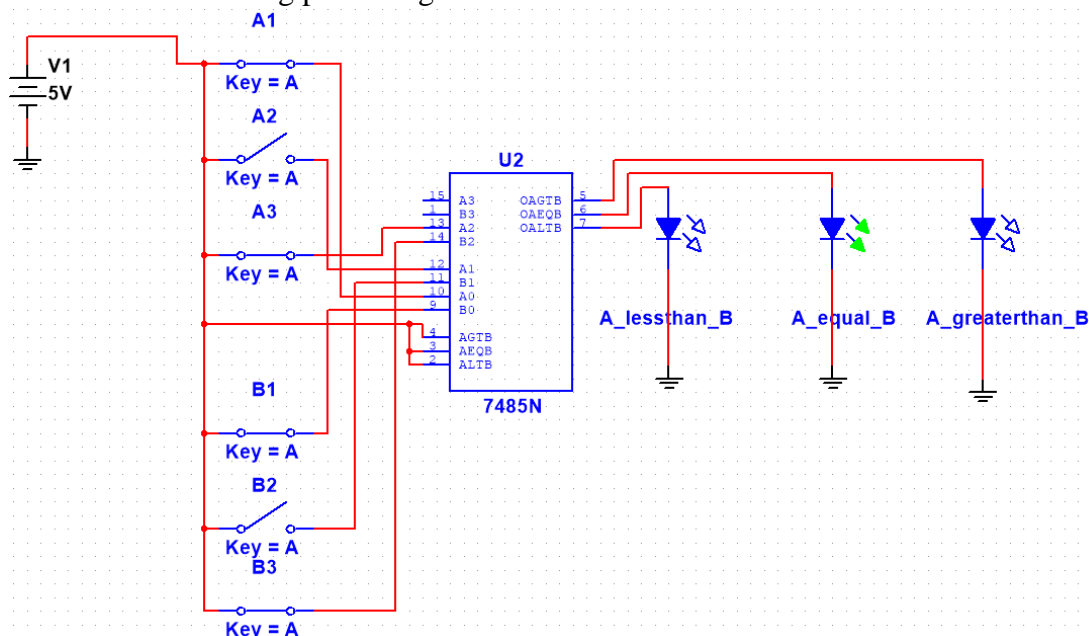 A1
V1
5V
Key = A
A2
Key = A
A3
Key = A
U2
15 A3
1 B3
13 A2
14 B2
12 A1
11 B1
10 A0
9 B0
4 AGTB
3 AEQB
2 ALTB
OAGTB 5
OAEQB 6
OALTB 7
7485N
A_lessthan_B A_equal_B A_greaterthan_B
B1
Key = A
B2
Key = A
B3
Key = A